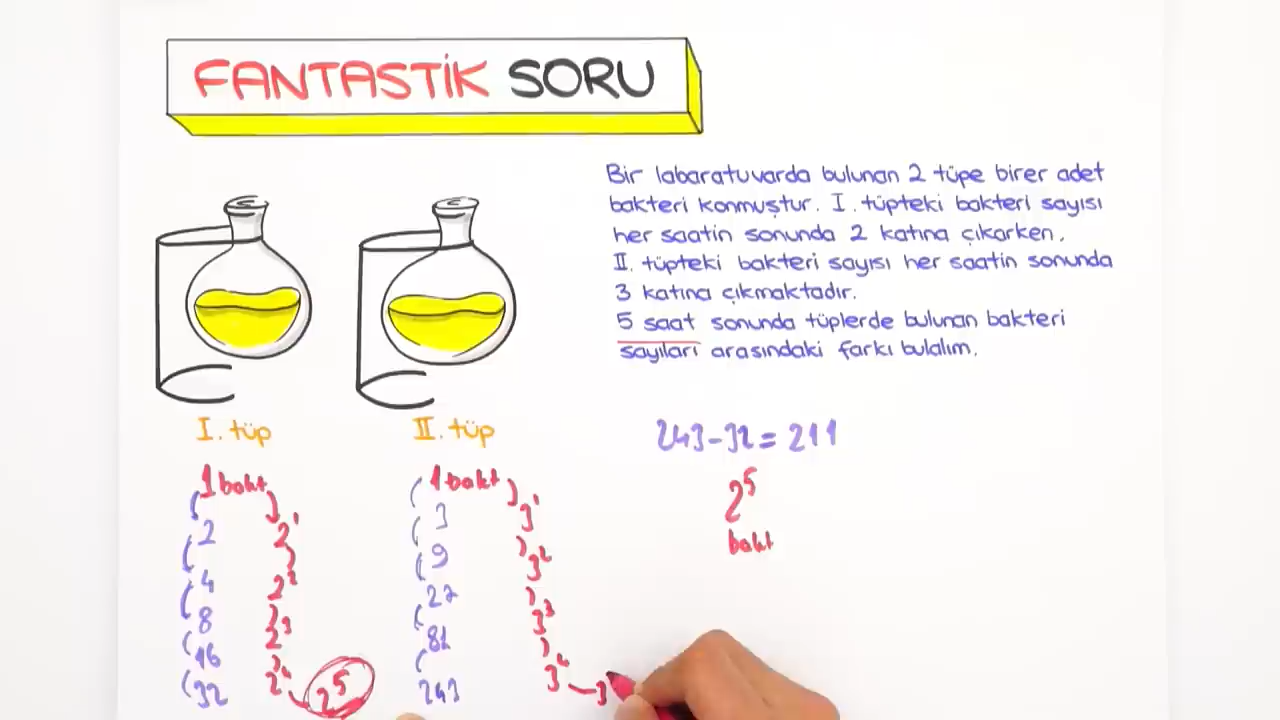 FANTASTİK SORU
Bir labaratuvarda bulunan 2 tüpe birer adet
bakteri konmuştur. I. tüpteki bakteri sayısı
her saatin sonunda 2 katına çıkarken,
II. tüpteki bakteri sayısı her saatin sonunda
3 katına çıkmaktadır.
5 saat sonunda tüplerde bulunan bakteri
sayıları arasındaki farkı bulalım.
I. tüp
II. tüp
243-32=211
2⁵
bakt
1 bakt
2
4
8
16
32
2¹
2²
2³
2⁴
2⁵
1 bakt
3
9
27
81
243
3¹
3²
3³
3⁴
3